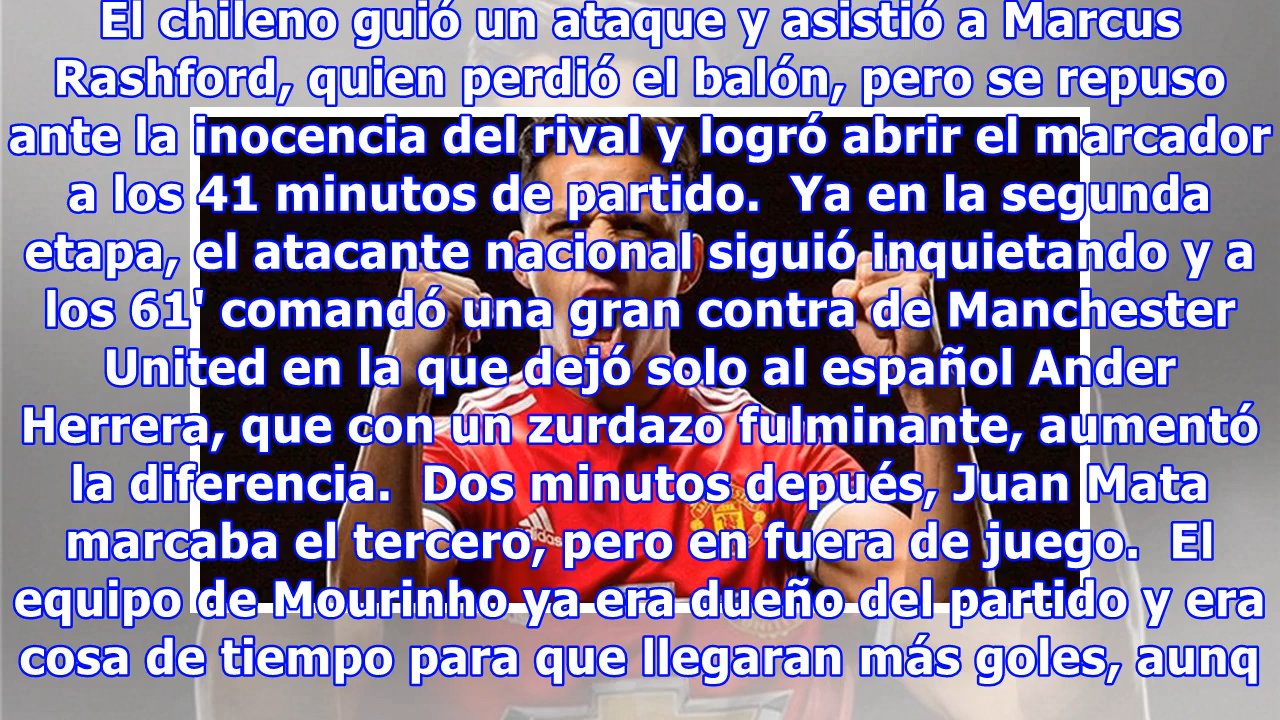 El chileno guió un ataque y asistió a Marcus
Rashford, quien perdió el balón, pero se repuso
ante la inocencia del rival y logró abrir el marcador
a los 41 minutos de partido.  Ya en la segunda
etapa, el atacante nacional siguió inquietando y a
los 61' comandó una gran contra de Manchester
United en la que dejó solo al español Ander
Herrera, que con un zurdazo fulminante, aumentó
la diferencia.  Dos minutos depués, Juan Mata
marcaba el tercero, pero en fuera de juego.  El
equipo de Mourinho ya era dueño del partido y era
cosa de tiempo para que llegaran más goles, aunq
adidas